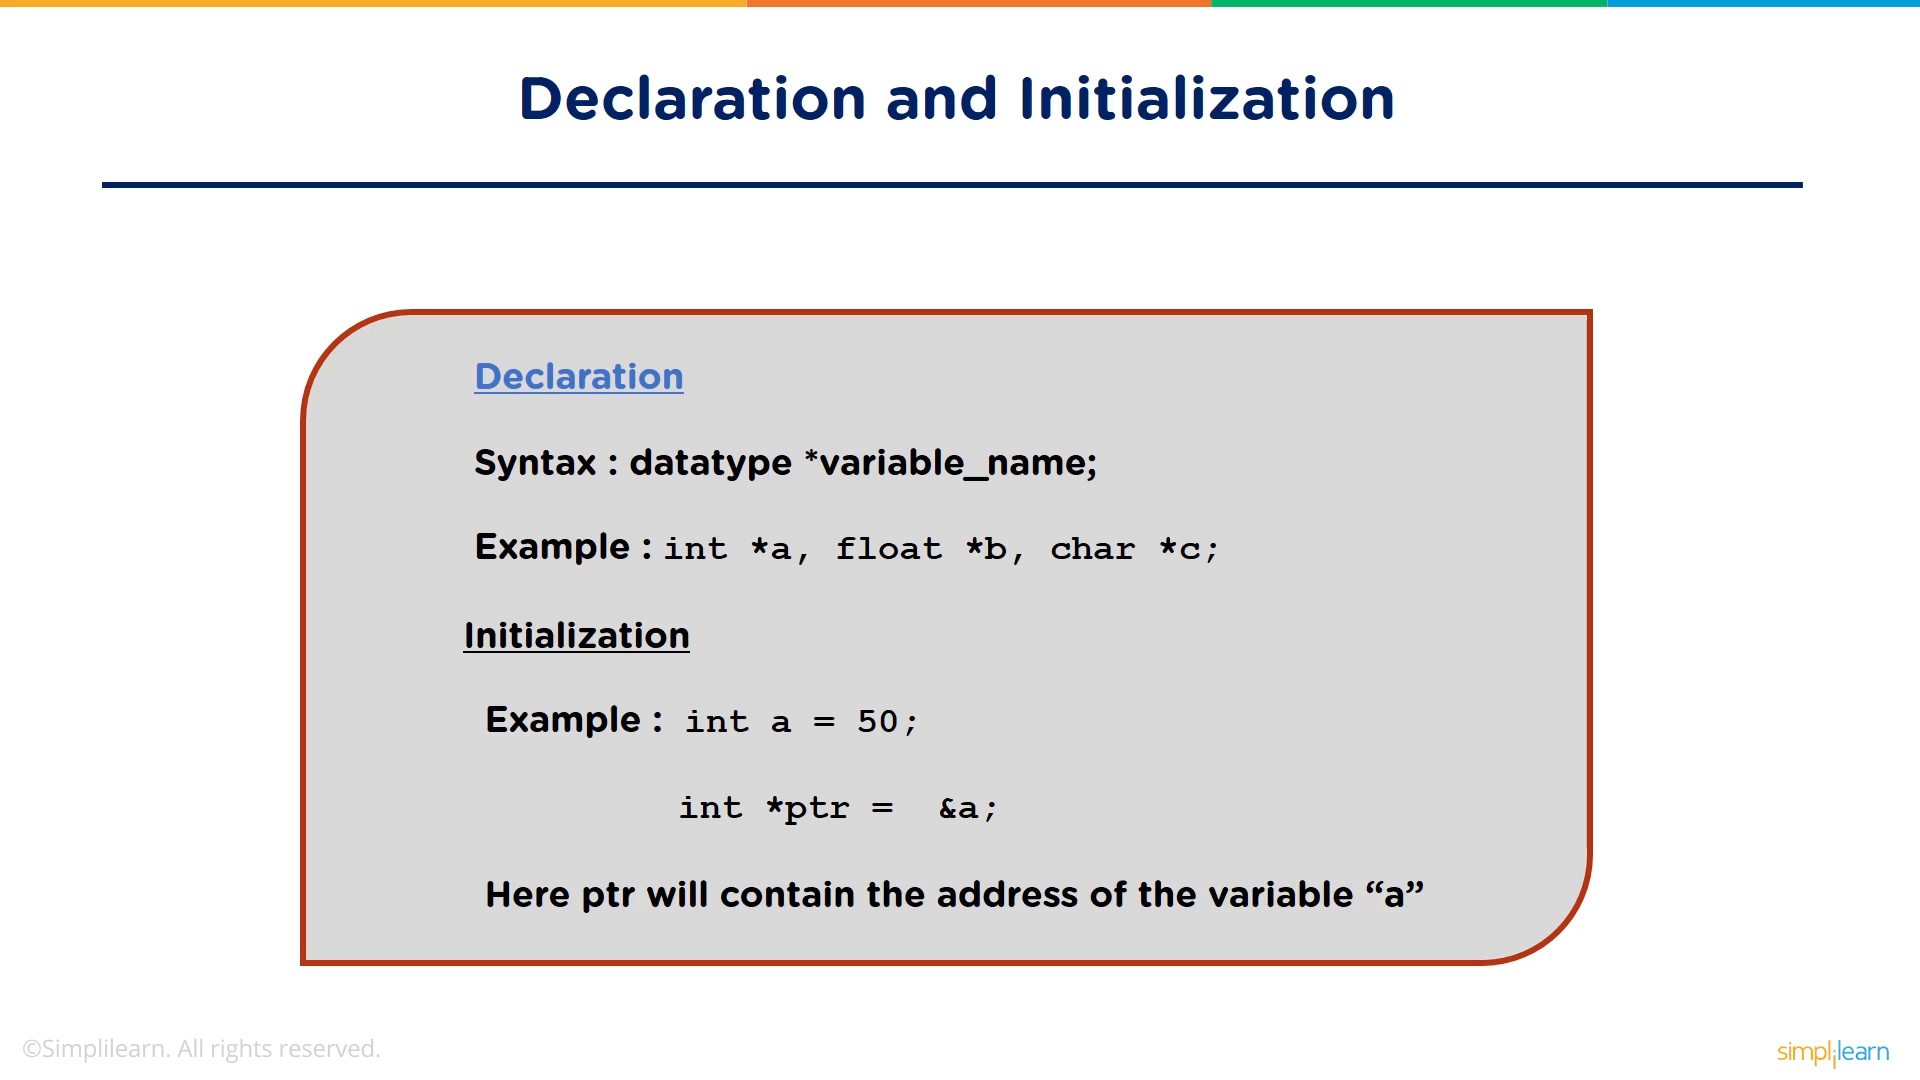 Declaration and Initialization
Declaration
Syntax : datatype *variable_name;
Example : int *a, float *b, char *c;
Initialization
Example : int a = 50;
int *ptr =  &a;
Here ptr will contain the address of the variable “a”
©Simplilearn. All rights reserved.
simplilearn